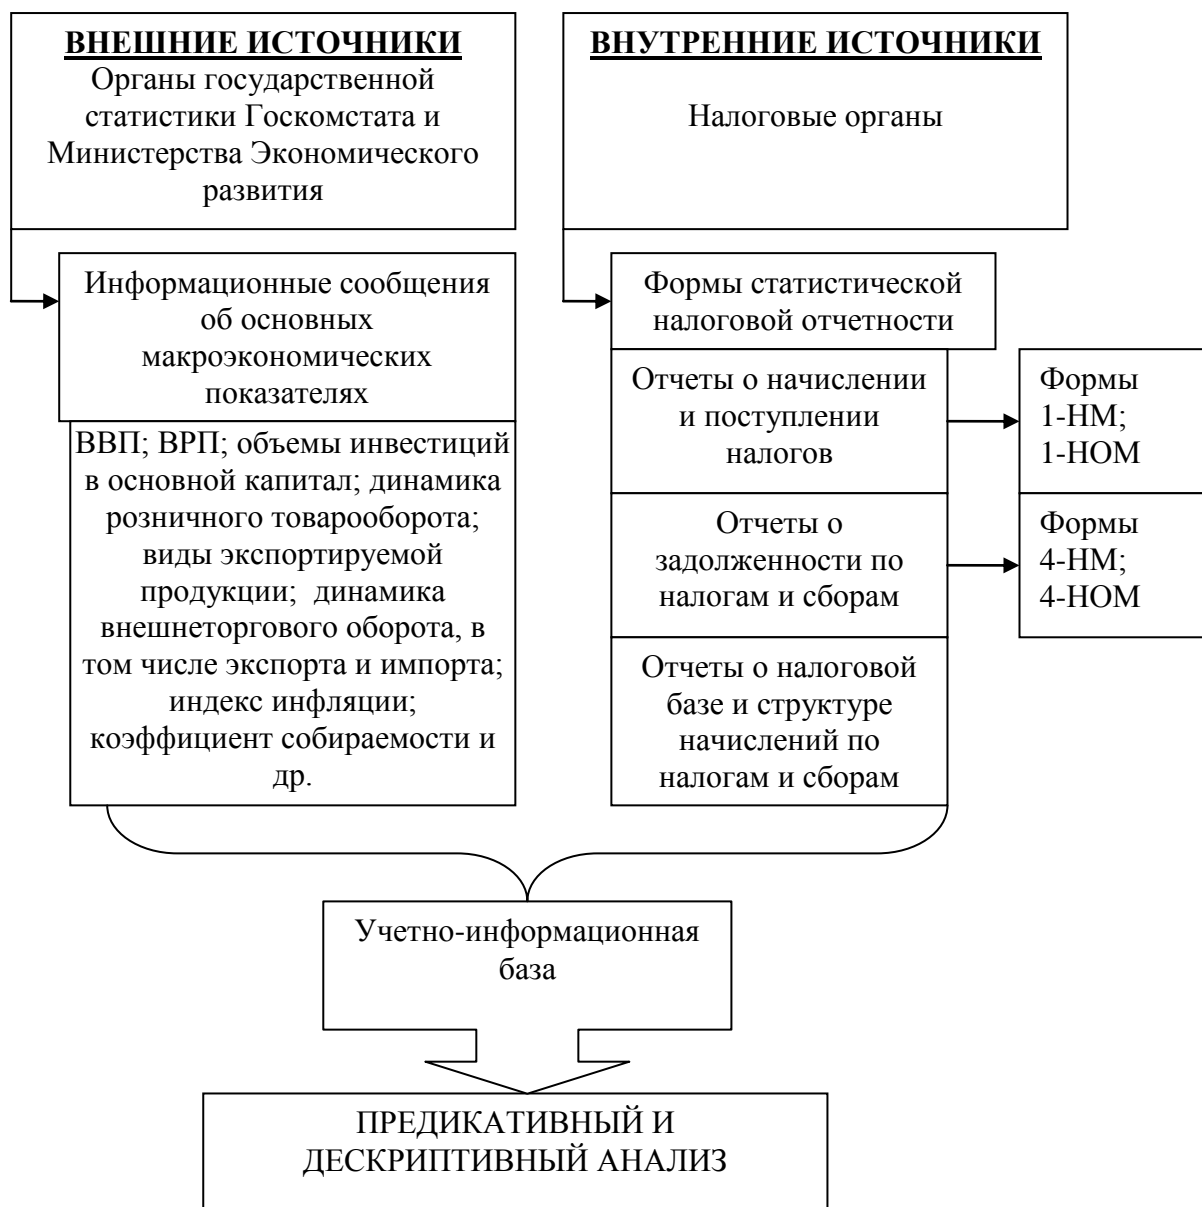 ВНЕШНИЕ ИСТОЧНИКИ
Органы государственной
статистики Госкомстата и
Министерства Экономического
развития
ВНУТРЕННИЕ ИСТОЧНИКИ
Налоговые органы
Информационные сообщения
об основных
макроэкономических
показателях
ВВП; ВРП; объемы инвестиций
в основной капитал; динамика
розничного товарооборота;
виды экспортируемой
продукции; динамика
внешнеторгового оборота, в
том числе экспорта и импорта;
индекс инфляции;
коэффициент собираемости и
др.
Формы статистической
налоговой отчетности
Отчеты о начислении
и поступлении
налогов
Формы
1-НМ;
1-НОМ
Отчеты о
задолженности по
налогам и сборам
Формы
4-НМ;
4-НОМ
Отчеты о налоговой
базе и структуре
начислений по
налогам и сборам
Учетно-информационная
база
ПРЕДИКАТИВНЫЙ И
ДЕСКРИПТИВНЫЙ АНАЛИЗ